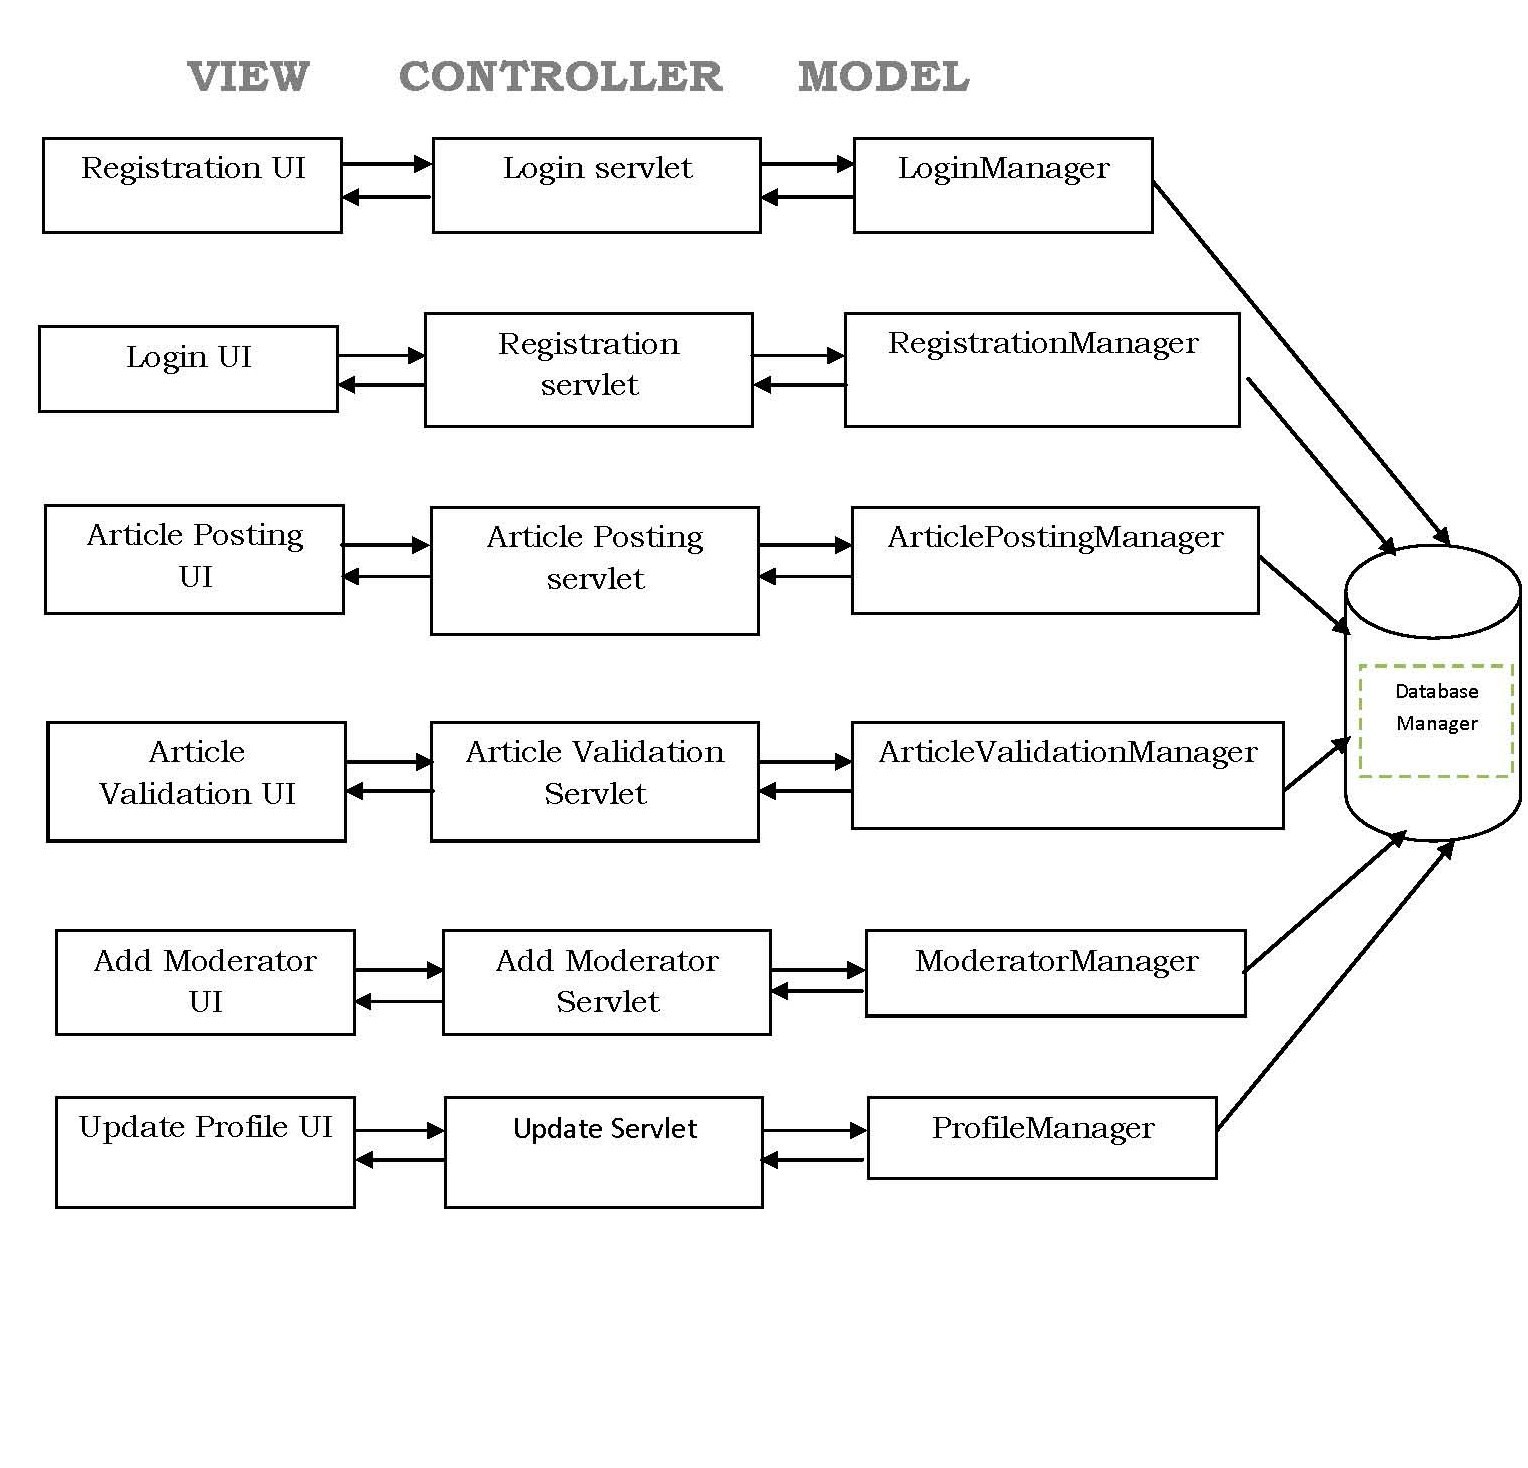 VIEW CONTROLLER MODEL
Registration UI
Login servlet
LoginManager
Login UI
Registration
servlet
RegistrationManager
Article Posting
UI
Article Posting
servlet
ArticlePostingManager
Database
Manager
Article
Validation UI
Article Validation
Servlet
ArticleValidationManager
Add Moderator
UI
Add Moderator
Servlet
ModeratorManager
Update Profile UI
Update Servlet
ProfileManager